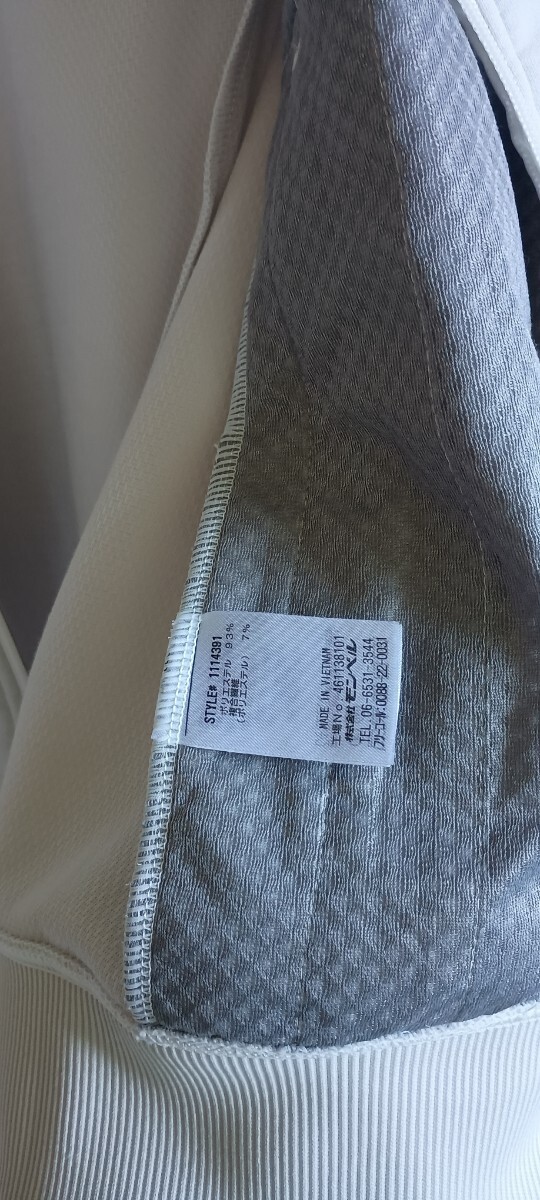 STYLE# 1114391
ポリエステル 93%
複合繊維
(ポリエステル) 7%
MADE IN VIETNAM
工場No 461138101
株式会社 モンベル
TEL.06-6531-3544
フリーコール:0088-22-0031